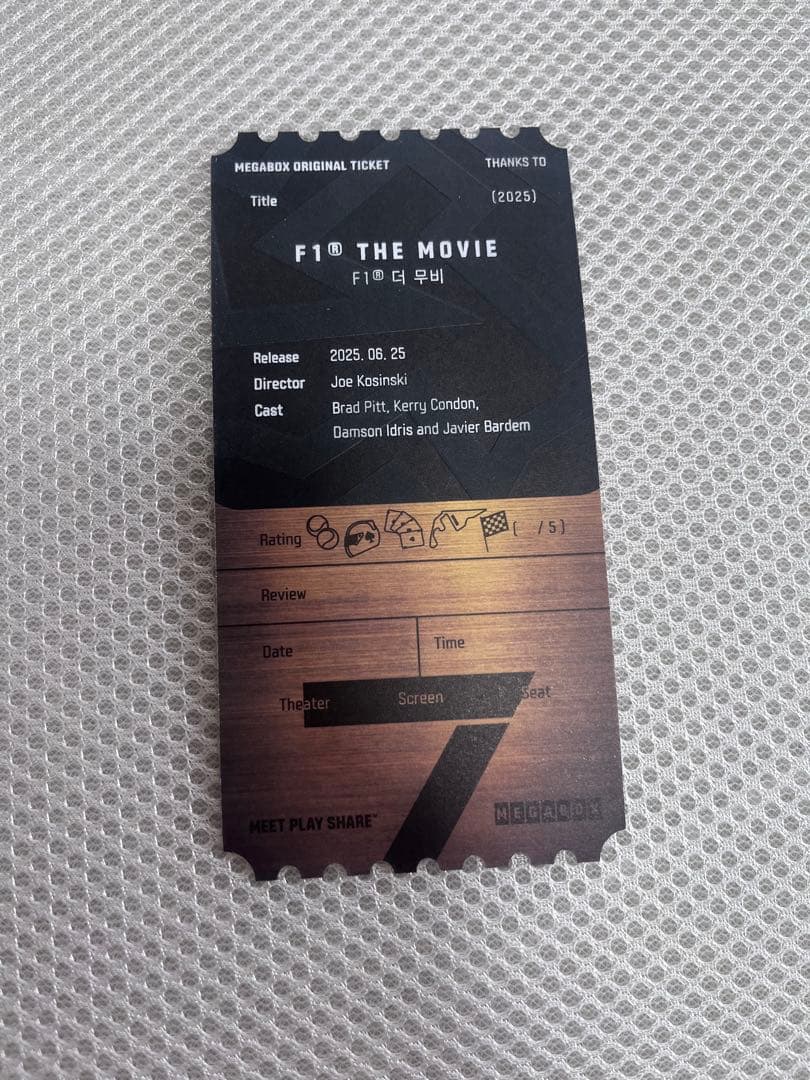 MEGABOX ORIGINAL TICKET
THANKS TO
Title
(2025)
F1® THE MOVIE
F1® 더 무비
Release 2025. 06. 25
Director Joe Kosinski
Cast Brad Pitt, Kerry Condon,
Damson Idris and Javier Bardem
Rating ( / 5)
Review
Date
Time
Theater Screen Seat
7
MEET PLAY SHARE™
MEGABOX